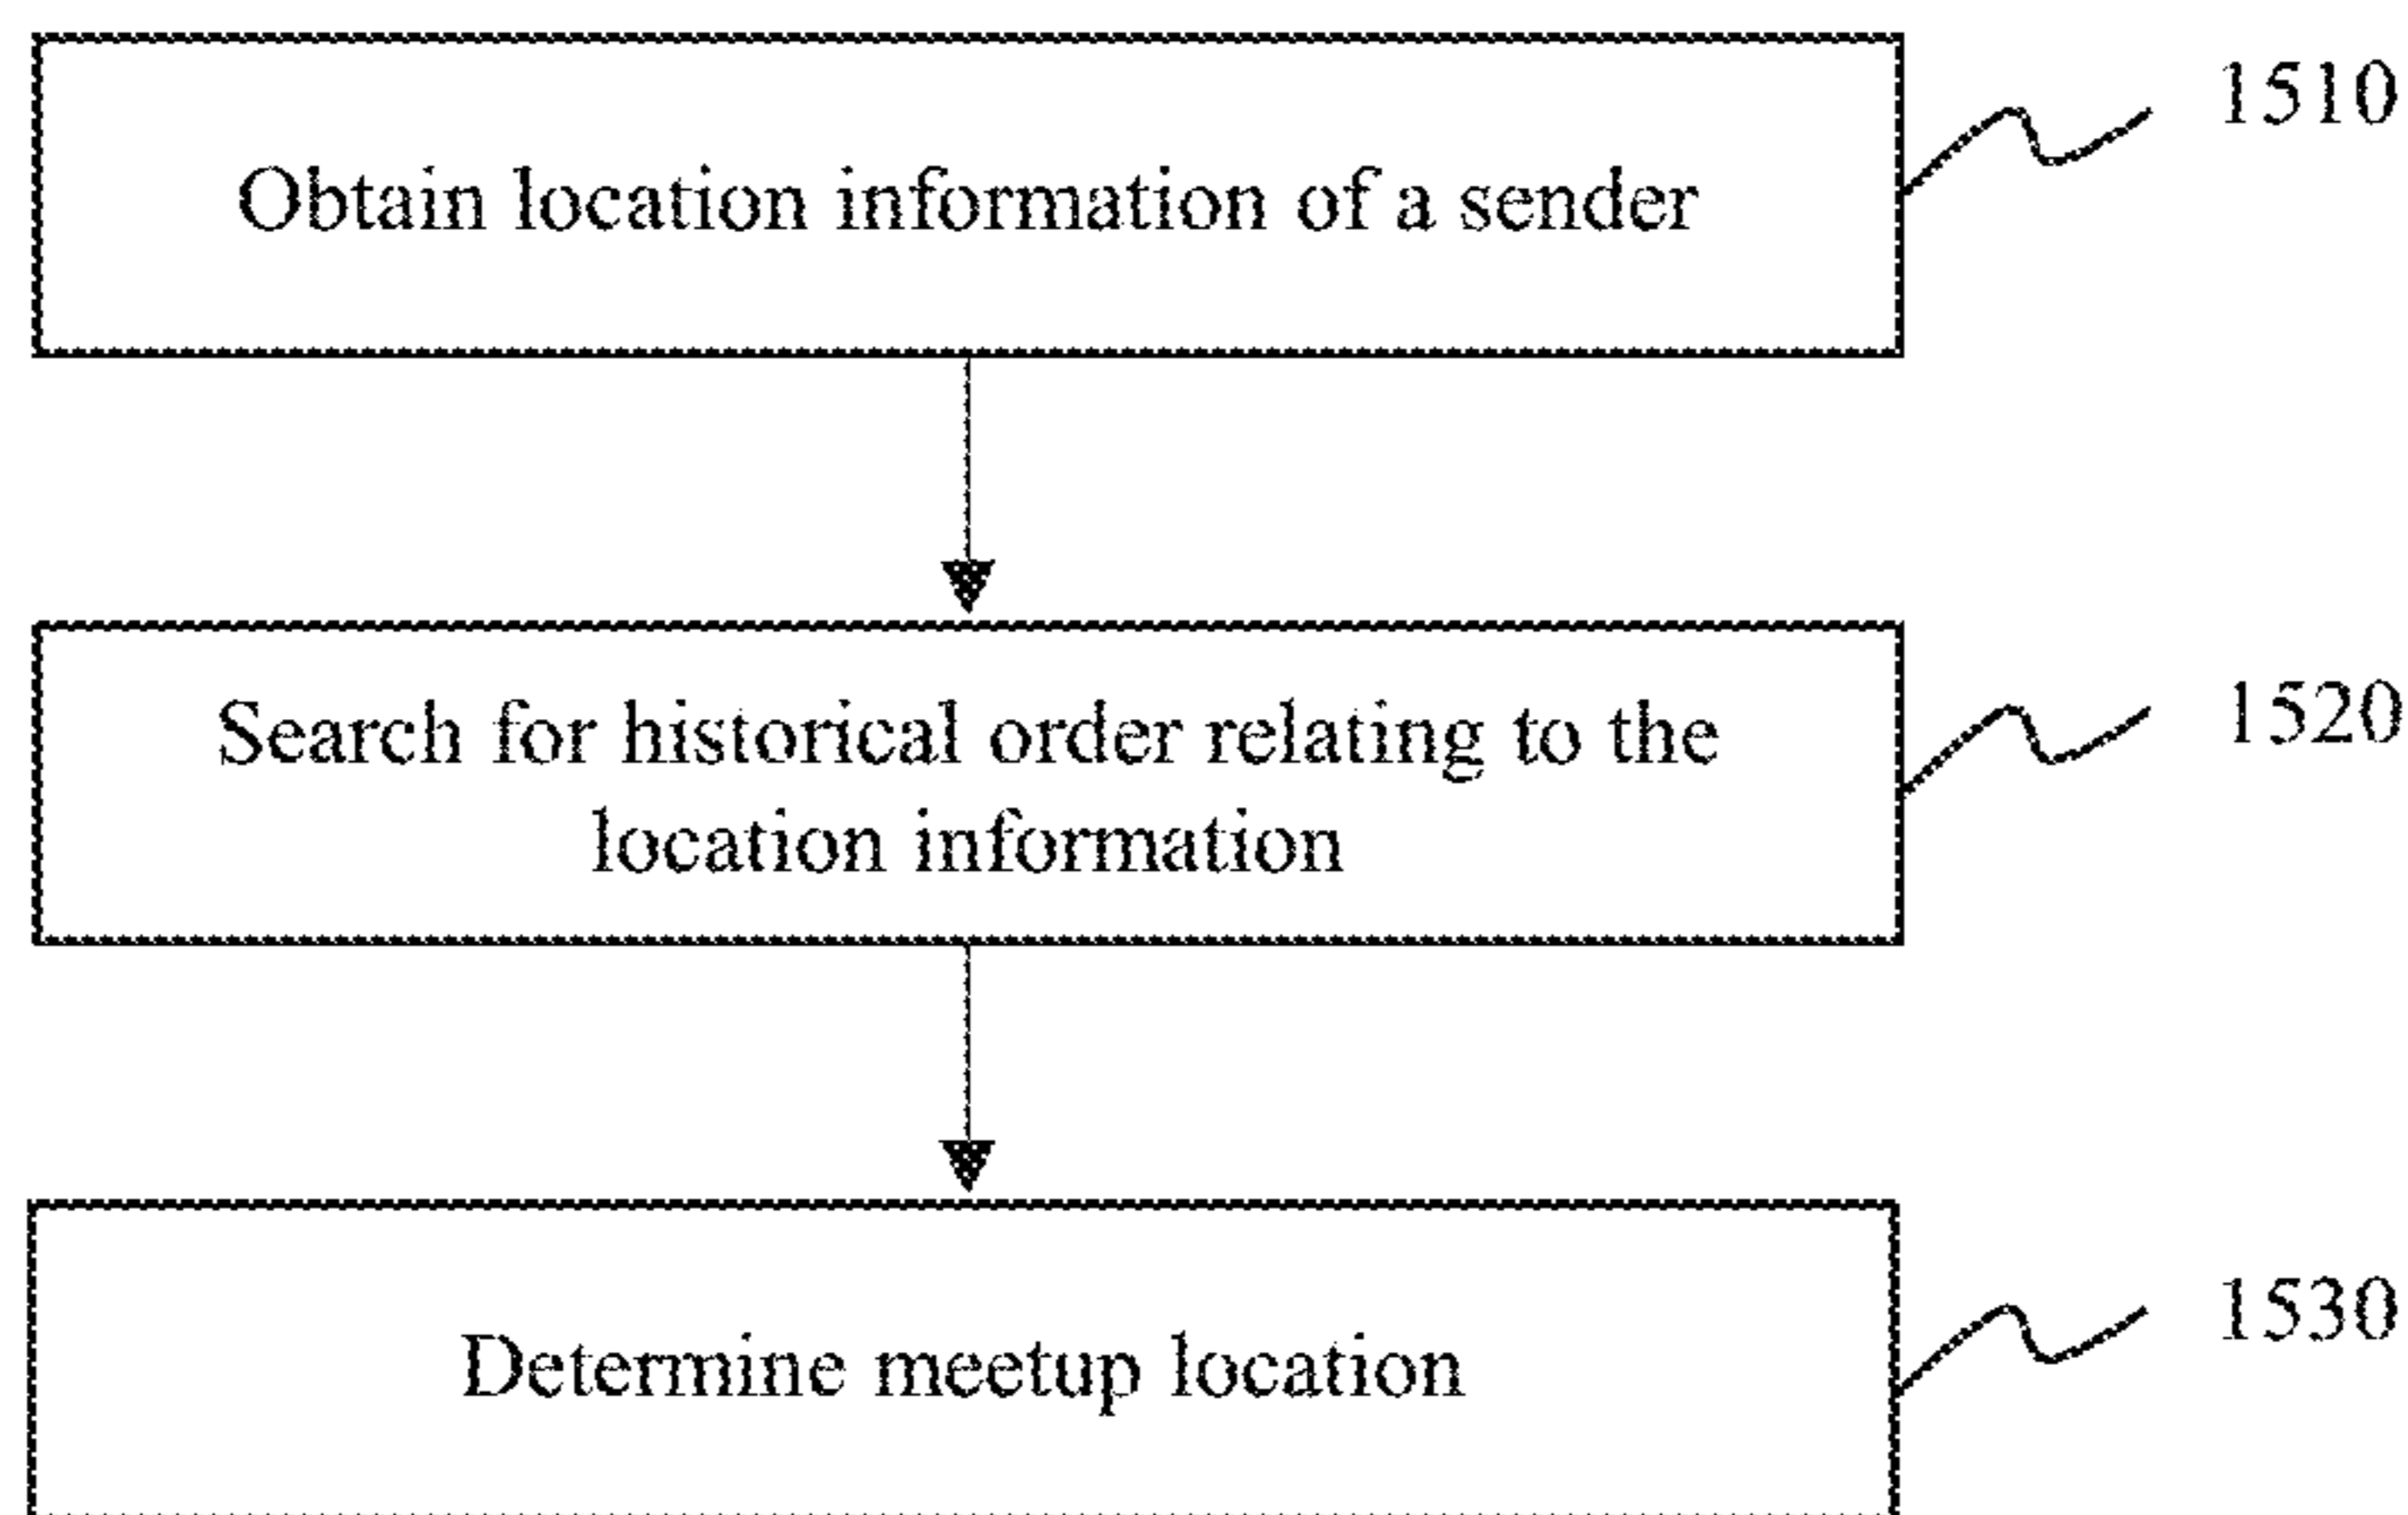 1510
Obtain location information of a sender
1520
Search for historical order relating to the
location information
1530
Determine meetup location